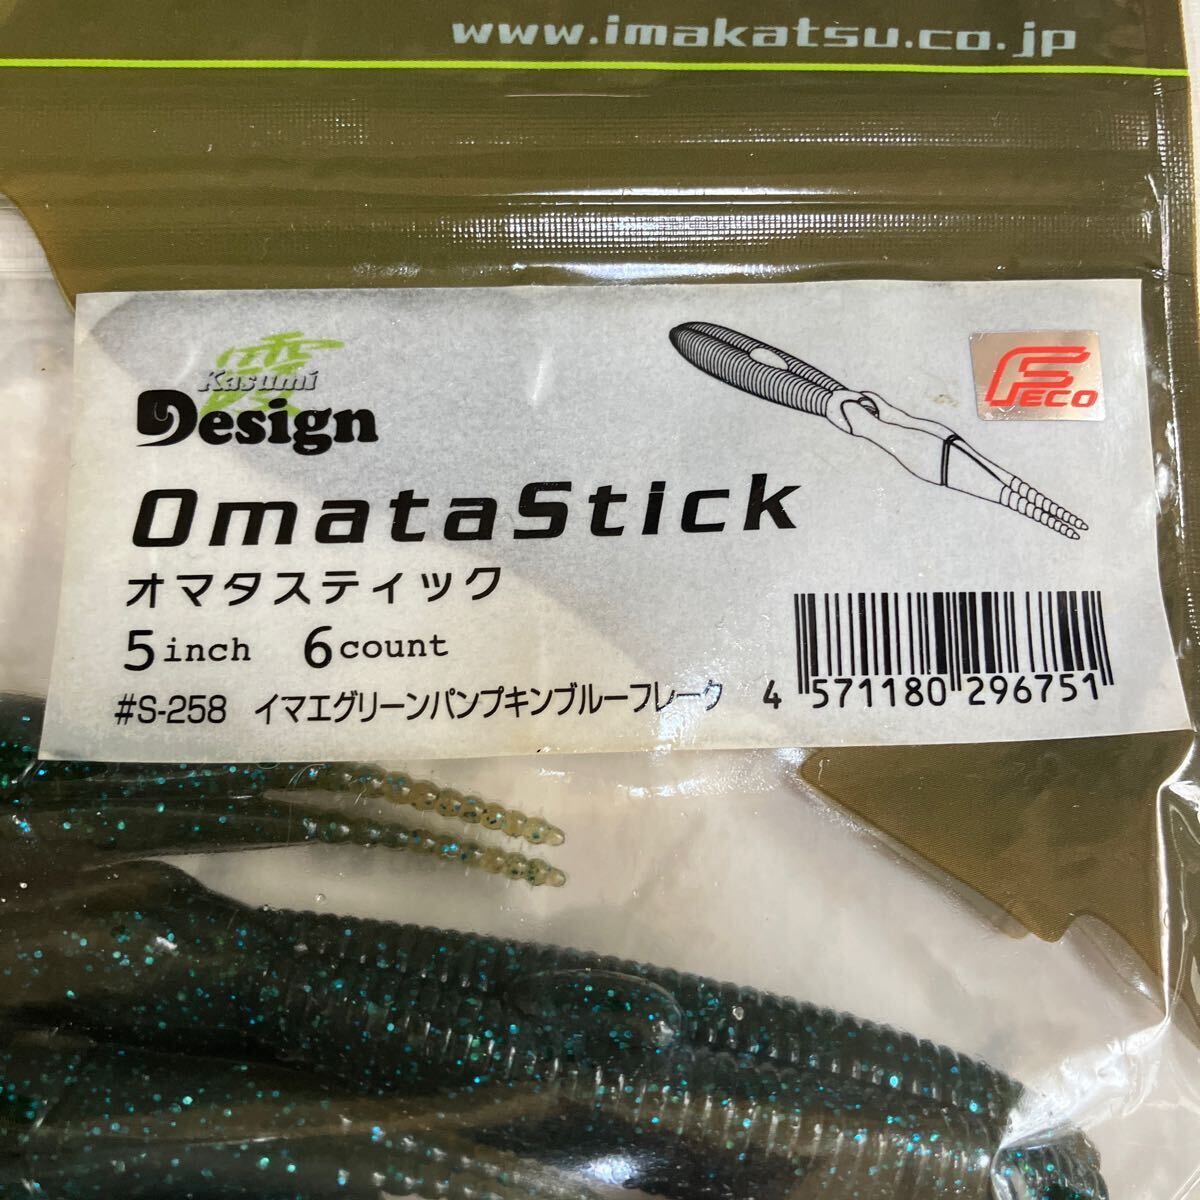 www.imakatsu.co.jp
霞
Kasumi
Design
FECO
OmataStick
オマタスティック
5inch 6count
#S-258 イマエグリーンパンプキンブルーフレーク
4 571180 296751